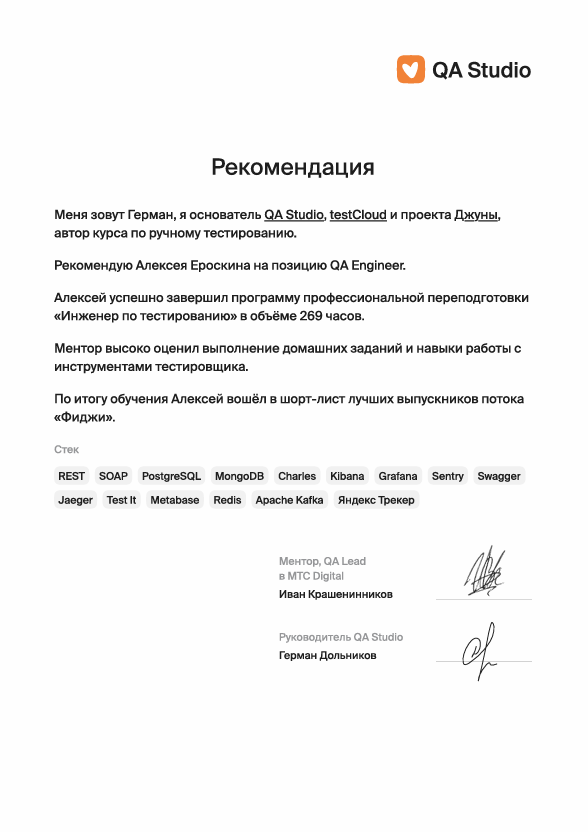 QA Studio
Рекомендация
Меня зовут Герман, я основатель QA Studio, testCloud и проекта Джуны,
автор курса по ручному тестированию.
Рекомендую Алексея Ероскина на позицию QA Engineer.
Алексей успешно завершил программу профессиональной переподготовки
«Инженер по тестированию» в объёме 269 часов.
Ментор высоко оценил выполнение домашних заданий и навыки работы с
инструментами тестировщика.
По итогу обучения Алексей вошёл в шорт-лист лучших выпускников потока
«Фиджи».
Стек
REST SOAP PostgreSQL MongoDB Charles Kibana Grafana Sentry Swagger
Jaeger Test It Metabase Redis Apache Kafka Яндекс Трекер
Ментор, QA Lead
в МТС Digital
Иван Крашенинников
Руководитель QA Studio
Герман Дольников